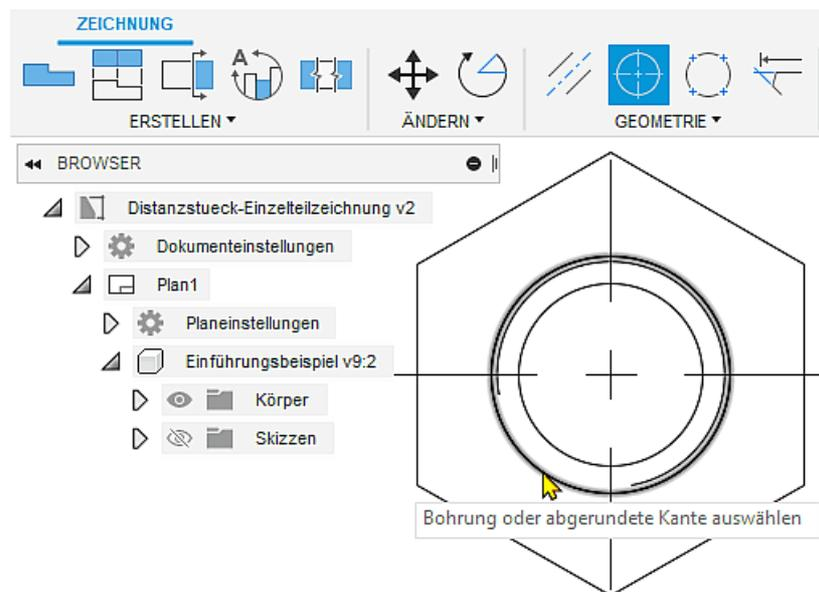 ZEICHNUNG
A
ERSTELLEN ▾ ÄNDERN ▾ GEOMETRIE ▾
BROWSER
Distanzstueck-Einzelteilzeichnung v2
Dokumenteinstellungen
Plan1
Planeinstellungen
Einführungsbeispiel v9:2
Körper
Skizzen
Bohrung oder abgerundete Kante auswählen